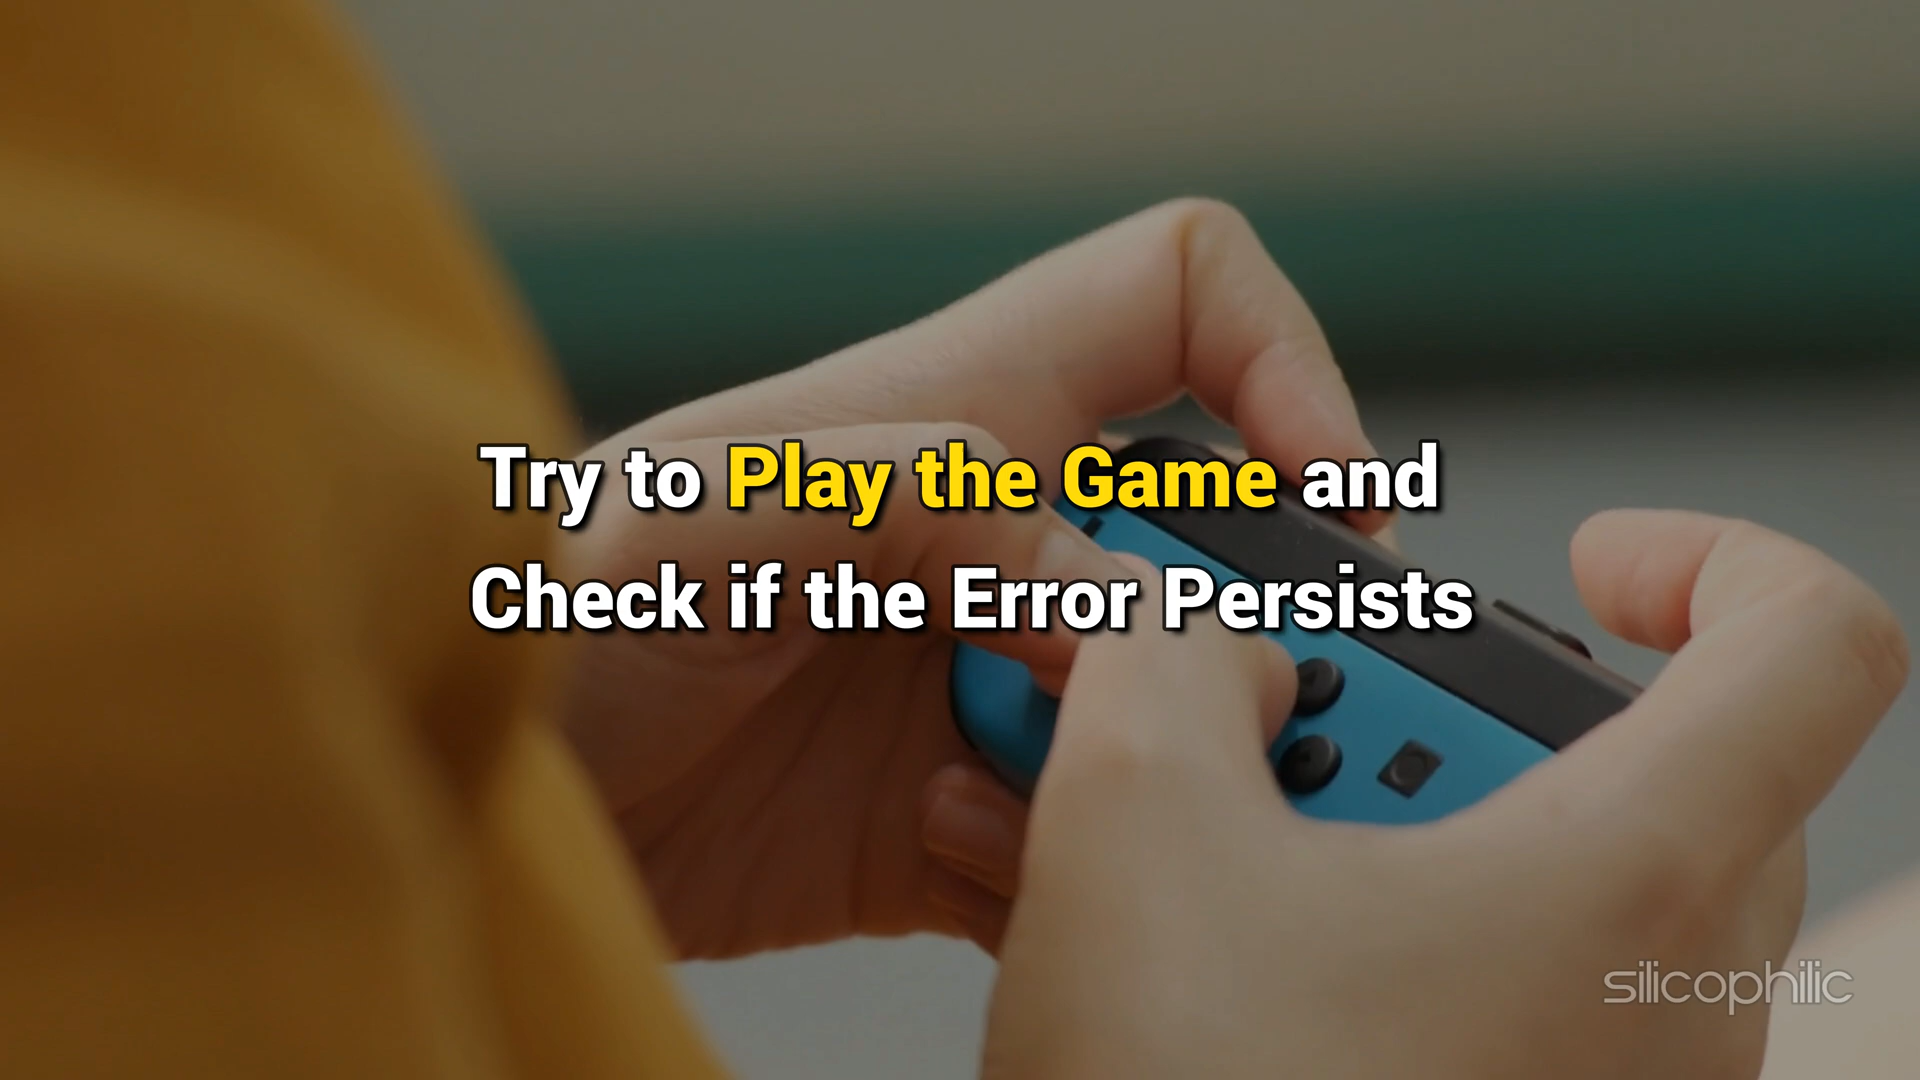 Try to Play the Game and
Check if the Error Persists
silicophilic